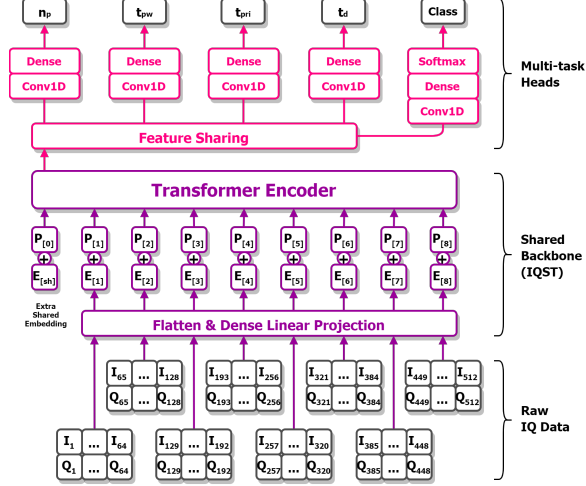 n_p t_pw t_pri t_d Class
Dense Dense Dense Dense Softmax
Conv1D Conv1D Conv1D Conv1D Dense
Conv1D
Multi-task
Heads
Feature Sharing
Transformer Encoder
P[0] P[1] P[2] P[3] P[4] P[5] P[6] P[7] P[8]
+ + + + + + + + +
E[sh] E[1] E[2] E[3] E[4] E[5] E[6] E[7] E[8]
Shared
Backbone
(IQST)
Extra
Shared
Embedding
Flatten & Dense Linear Projection
I65 ... I128 I193 ... I256 I321 ... I384 I449 ... I512
Q65 ... Q128 Q193 ... Q256 Q321 ... Q384 Q449 ... Q512
Raw
IQ Data
I1 ... I64 I129 ... I192 I257 ... I320 I385 ... I448
Q1 ... Q64 Q129 ... Q192 Q257 ... Q320 Q385 ... Q448